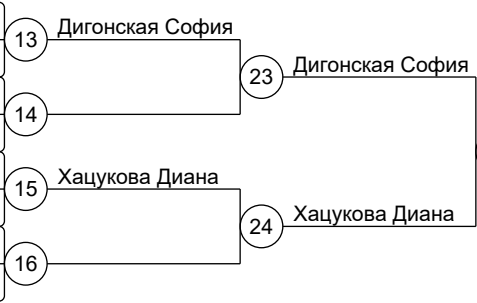 13 Дигонская София
23 Дигонская София
14
15 Хацукова Диана
24 Хацукова Диана
16